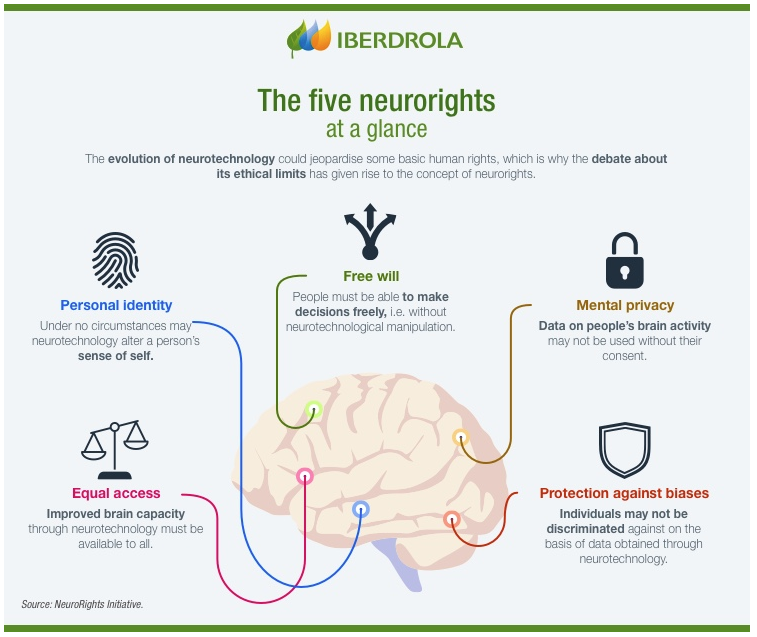 IBERDROLA
The five neurorights
at a glance
The evolution of neurotechnology could jeopardise some basic human rights, which is why the debate about
its ethical limits has given rise to the concept of neurorights.
Free will
People must be able to make
decisions freely, i.e. without
neurotechnological manipulation.
Personal identity
Under no circumstances may
neurotechnology alter a person's
sense of self.
Mental privacy
Data on people's brain activity
may not be used without their
consent.
Equal access
Improved brain capacity
through neurotechnology must be
available to all.
Protection against biases
Individuals may not be
discriminated against on the
basis of data obtained through
neurotechnology.
Source: NeuroRights Initiative.